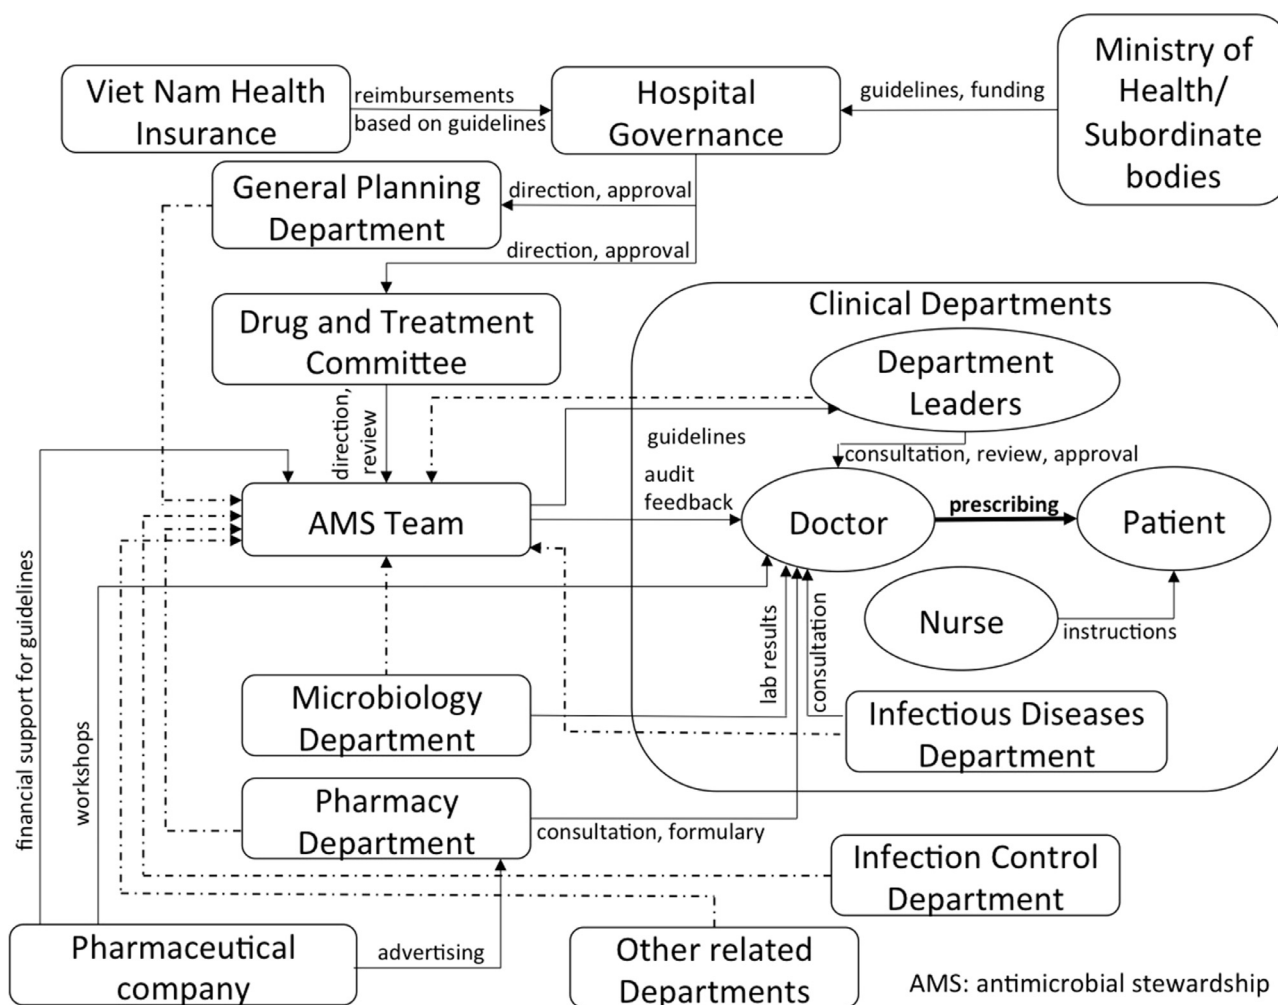 Viet Nam Health
Insurance
reimbursements
based on guidelines
Hospital
Governance
guidelines, funding
Ministry of
Health/
Subordinate
bodies
General Planning
Department
direction, approval
direction, approval
Drug and Treatment
Committee
direction,
review
Clinical Departments
Department
Leaders
guidelines
consultation, review, approval
audit
feedback
AMS Team
Doctor
prescribing
Patient
Nurse
instructions
lab results
consultation
financial support for guidelines
workshops
Microbiology
Department
Infectious Diseases
Department
Pharmacy
Department
consultation, formulary
Infection Control
Department
Pharmaceutical
company
advertising
Other related
Departments
AMS: antimicrobial stewardship